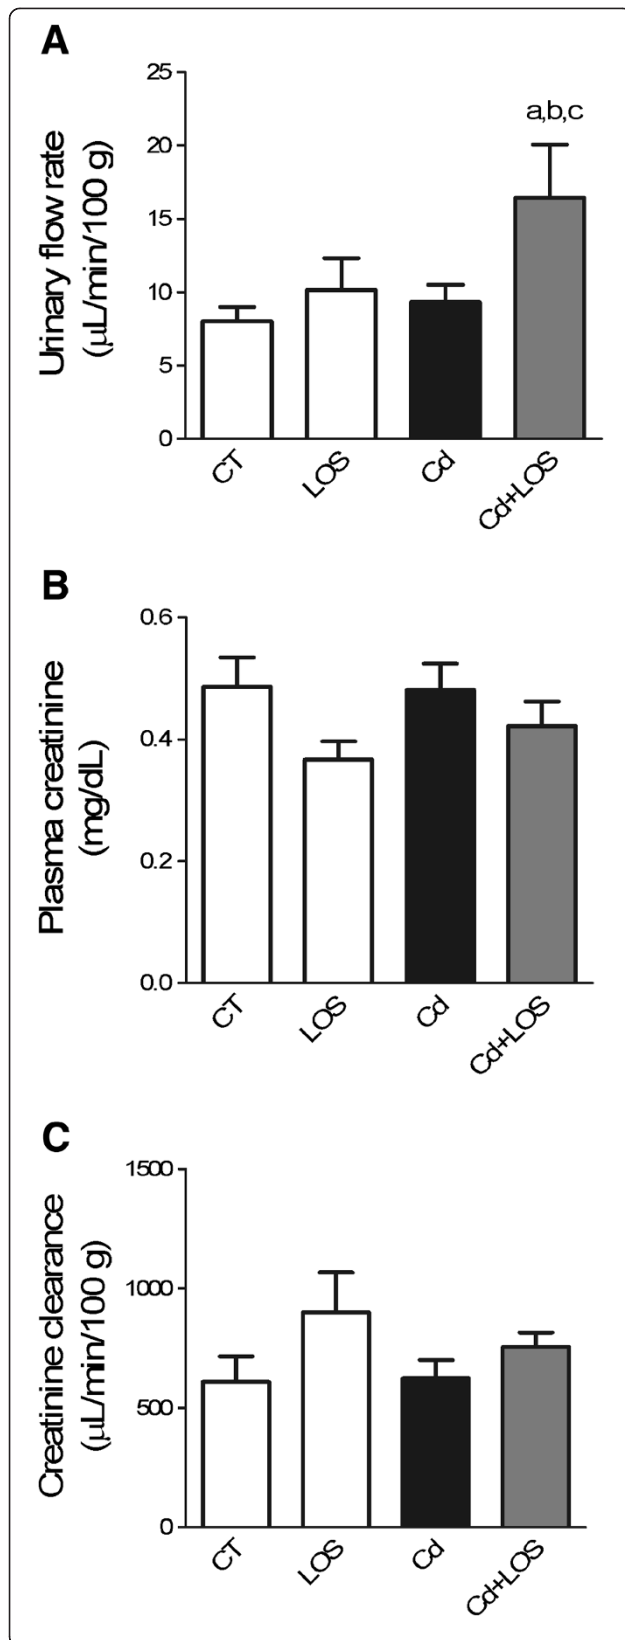 A
Urinary flow rate
(µL/min/100 g)
25
20
15
10
5
0
a,b,c
CT
LOS
Cd
Cd+LOS
B
Plasma creatinine
(mg/dL)
0.6
0.4
0.2
0.0
CT
LOS
Cd
Cd+LOS
C
Creatinine clearance
(µL/min/100 g)
1500
1000
500
0
CT
LOS
Cd
Cd+LOS